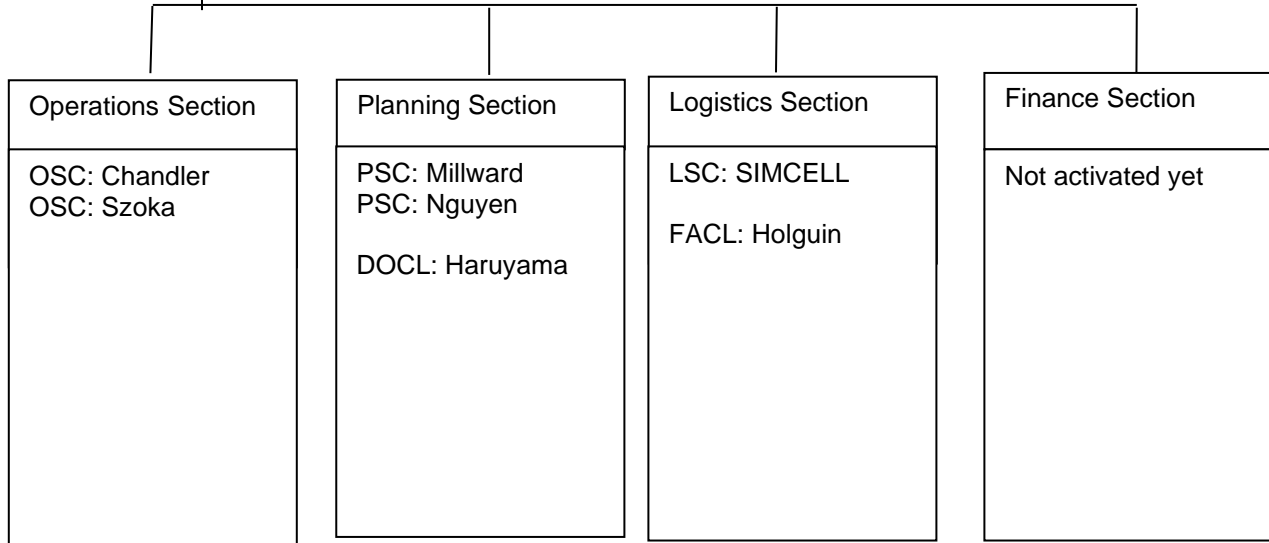 Operations Section
OSC: Chandler
OSC: Szoka
Planning Section
PSC: Millward
PSC: Nguyen
DOCL: Haruyama
Logistics Section
LSC: SIMCELL
FACL: Holguin
Finance Section
Not activated yet